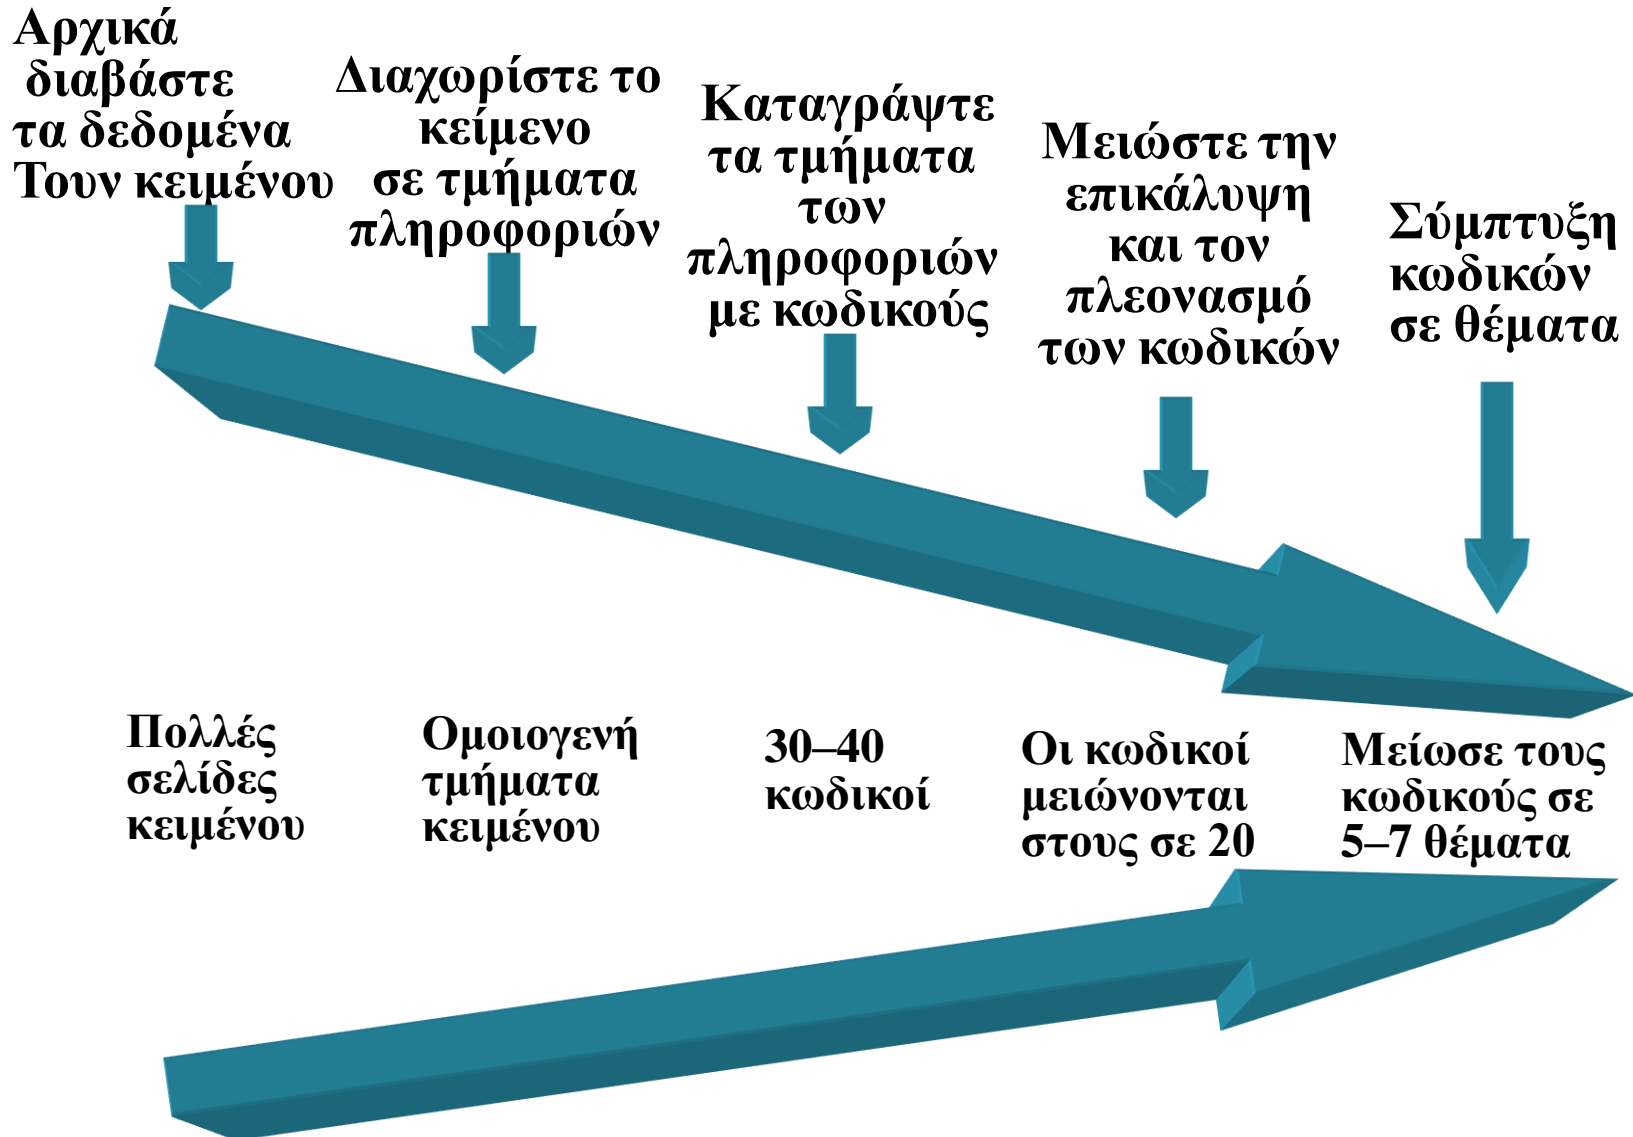 Αρχικά
διαβάστε
τα δεδομένα
Τουν κειμένου
Διαχωρίστε το
κείμενο
σε τμήματα
πληροφοριών
Καταγράψτε
τα τμήματα
των
πληροφοριών
με κωδικούς
Μειώστε την
επικάλυψη
και τον
πλεονασμό
των κωδικών
Σύμπτυξη
κωδικών
σε θέματα
Πολλές
σελίδες
κειμένου
Ομοιογενή
τμήματα
κειμένου
30–40
κωδικοί
Οι κωδικοί
μειώνονται
στους σε 20
Μείωσε τους
κωδικούς σε
5–7 θέματα